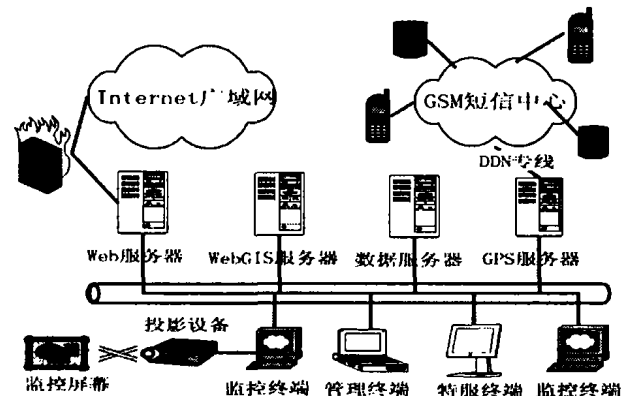 Internet广域网
GSM短信中心
DDN专线
Web服务器
WebGIS服务器
数据服务器
GPS服务器
投影设备
监控屏幕
监控终端
管理终端
特服终端
监控终端